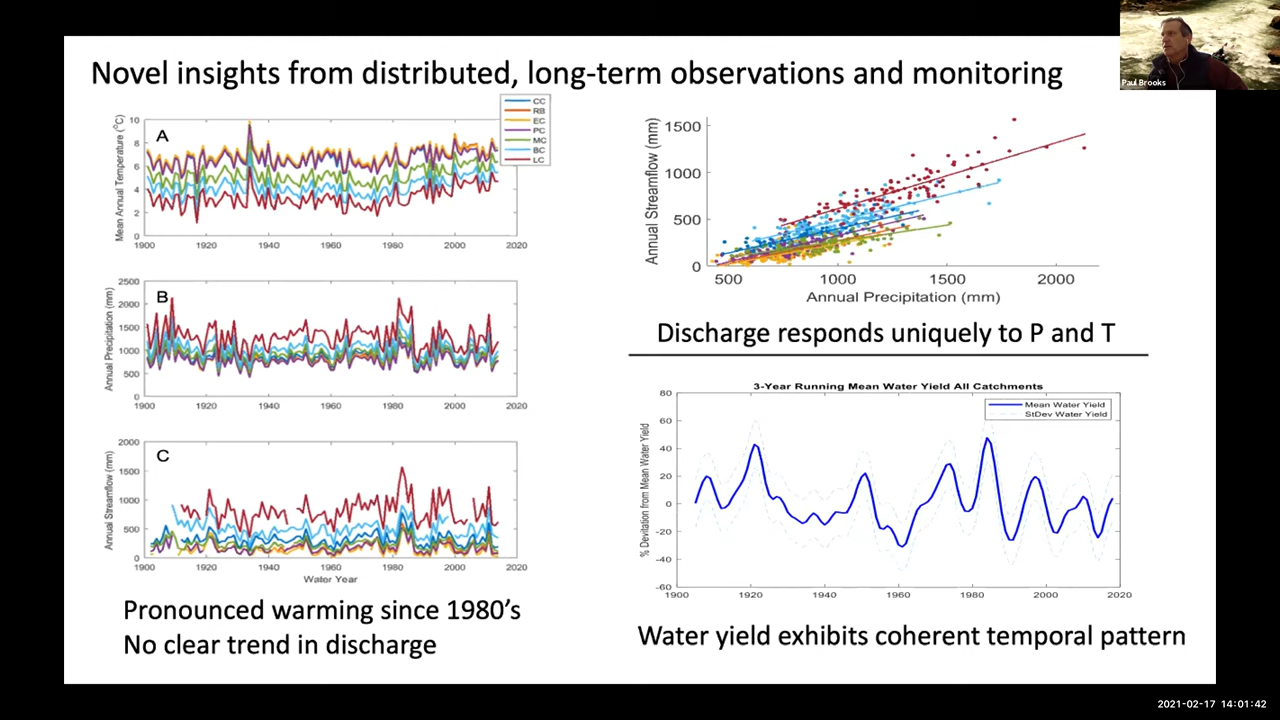 Novel insights from distributed, long-term observations and monitoring
Paul Brooks
CC
RB
EC
PC
MC
BC
LC
A
Mean Annual Temperature (°C)
10
8
6
4
2
0
1900 1920 1940 1960 1980 2000 2020
B
Annual Precipitation (mm)
2500
2000
1500
1000
500
0
1900 1920 1940 1960 1980 2000 2020
C
Annual Streamflow (mm)
2000
1500
1000
500
0
1900 1920 1940 1960 1980 2000 2020
Water Year
Pronounced warming since 1980's
No clear trend in discharge
Annual Streamflow (mm)
1500
1000
500
0
500 1000 1500 2000
Annual Precipitation (mm)
Discharge responds uniquely to P and T
3-Year Running Mean Water Yield All Catchments
Mean Water Yield
StDev Water Yield
% Devitation from Mean Water Yield
80
60
40
20
0
-20
-40
-60
1900 1920 1940 1960 1980 2000 2020
Water yield exhibits coherent temporal pattern
2021-02-17 14:01:42